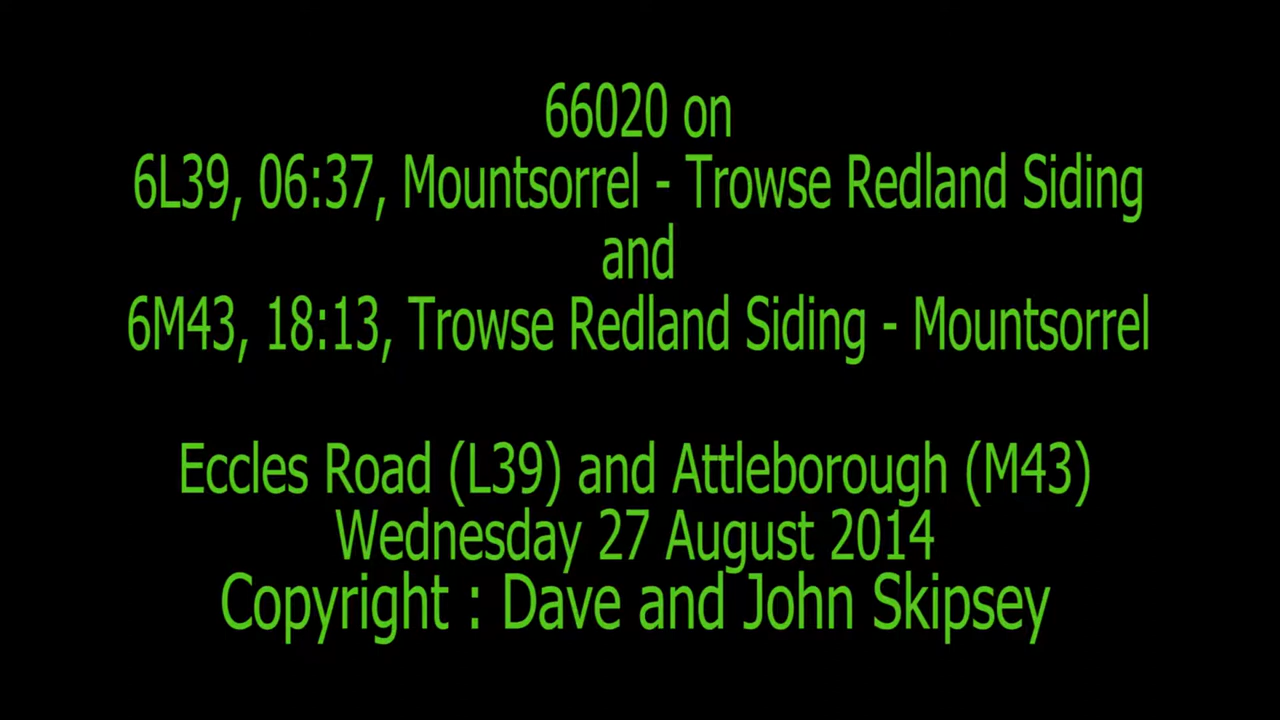 66020 on
6L39, 06:37, Mountsorrel - Trowse Redland Siding
and
6M43, 18:13, Trowse Redland Siding - Mountsorrel
Eccles Road (L39) and Attleborough (M43)
Wednesday 27 August 2014
Copyright : Dave and John Skipsey